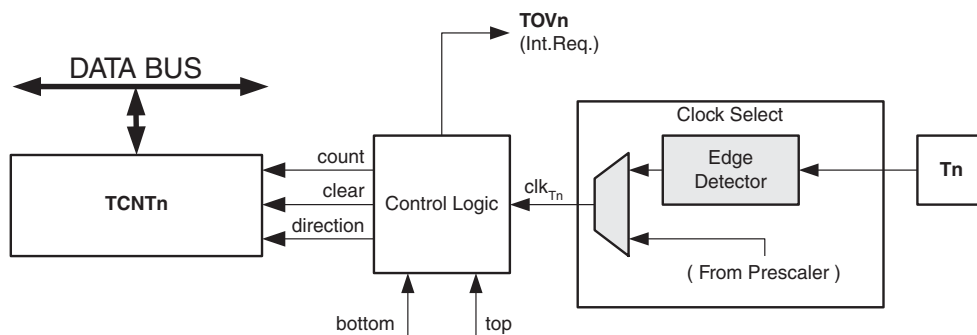 TOVn
(Int.Req.)
DATA BUS
Clock Select
count
Edge
Detector
Tn
TCNTn
clear
Control Logic
clkTn
direction
( From Prescaler )
bottom
top